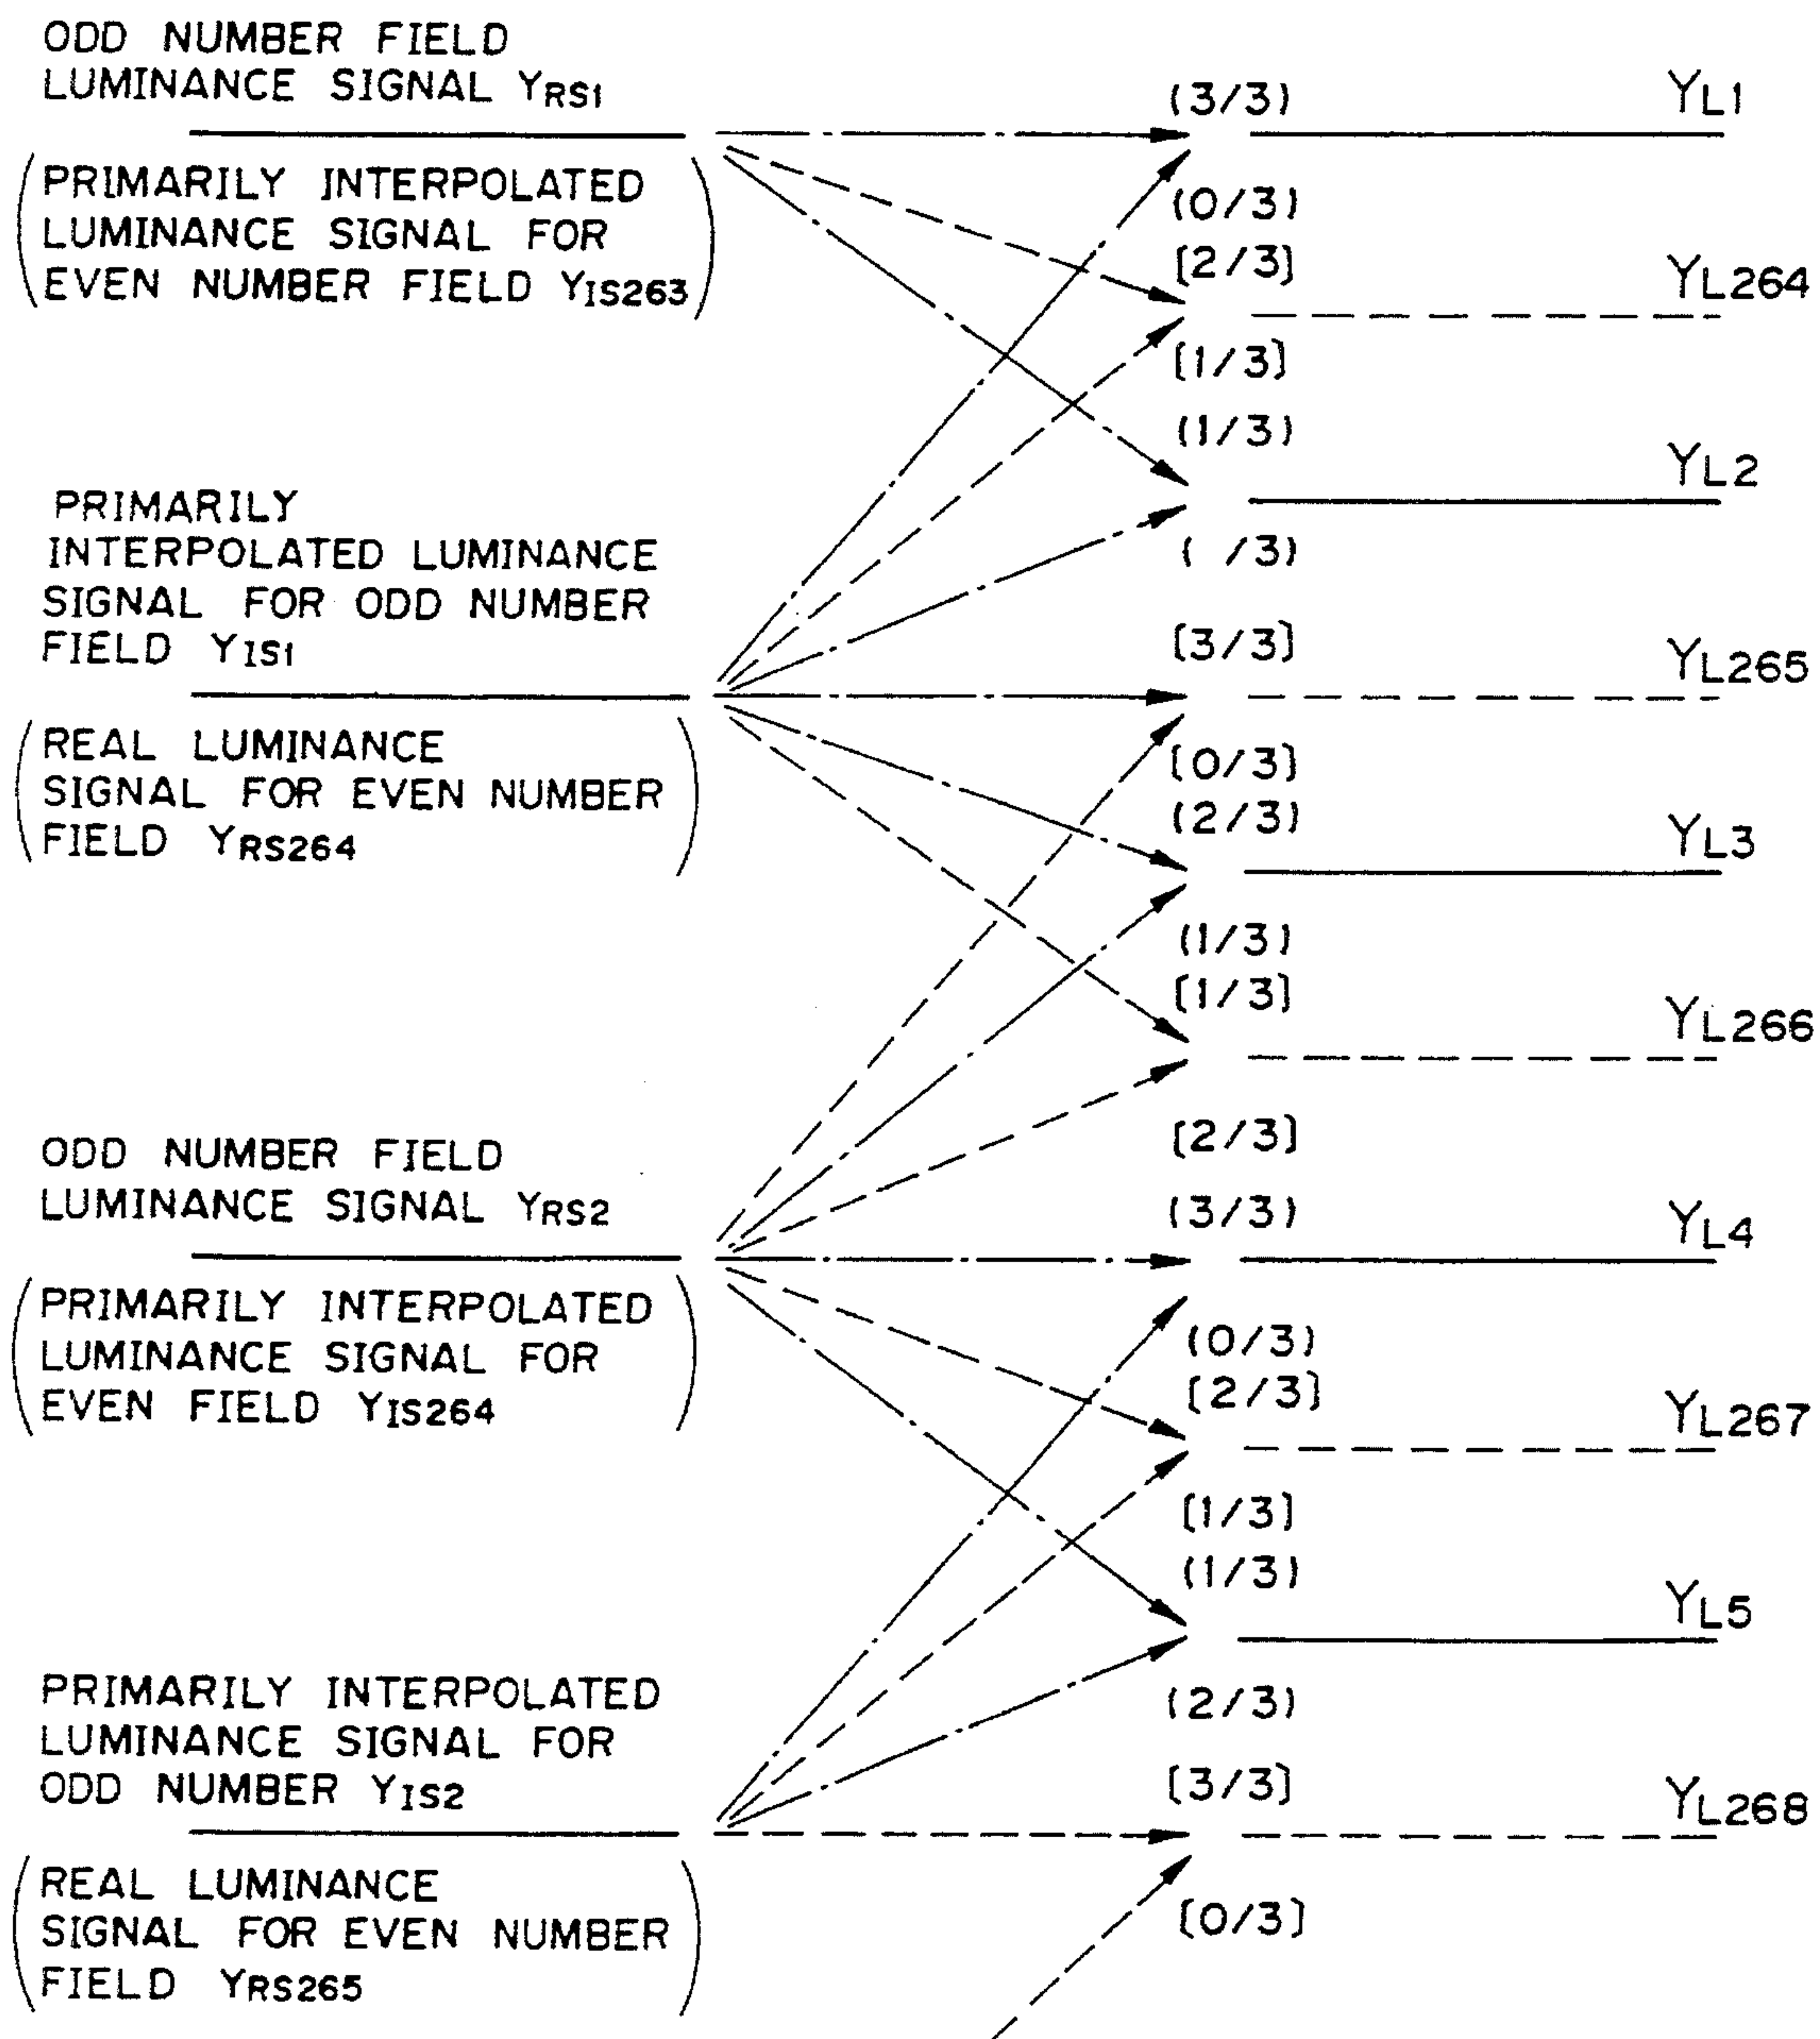 ODD NUMBER FIELD
LUMINANCE SIGNAL YRS1
(PRIMARILY INTERPOLATED
LUMINANCE SIGNAL FOR
EVEN NUMBER FIELD YIS263)
PRIMARILY
INTERPOLATED LUMINANCE
SIGNAL FOR ODD NUMBER
FIELD YIS1
(REAL LUMINANCE
SIGNAL FOR EVEN NUMBER
FIELD YRS264)
ODD NUMBER FIELD
LUMINANCE SIGNAL YRS2
(PRIMARILY INTERPOLATED
LUMINANCE SIGNAL FOR
EVEN FIELD YIS264)
PRIMARILY INTERPOLATED
LUMINANCE SIGNAL FOR
ODD NUMBER YIS2
(REAL LUMINANCE
SIGNAL FOR EVEN NUMBER
FIELD YRS265)
(3/3)
(0/3)
[2/3]
[1/3]
(1/3)
( /3)
[3/3]
[0/3]
(2/3)
(1/3)
[1/3]
[2/3]
(3/3)
(0/3)
[2/3]
[1/3]
(1/3)
(2/3)
[3/3]
[0/3]
YL1
YL264
YL2
YL265
YL3
YL266
YL4
YL267
YL5
YL268